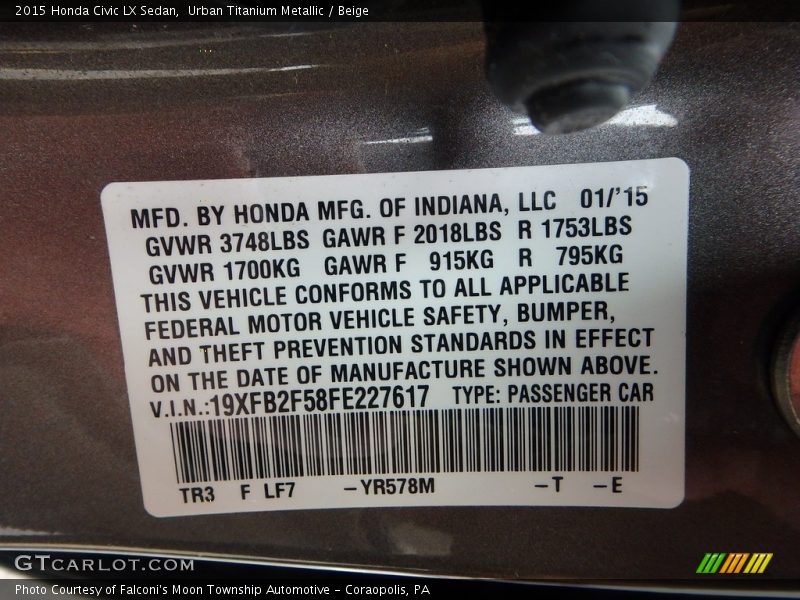 2015 Honda Civic LX Sedan,  Urban Titanium Metallic / Beige
MFD. BY HONDA MFG. OF INDIANA, LLC 01/'15
GVWR 3748LBS GAWR F 2018LBS R 1753LBS
GVWR 1700KG GAWR F 915KG R 795KG
THIS VEHICLE CONFORMS TO ALL APPLICABLE
FEDERAL MOTOR VEHICLE SAFETY, BUMPER,
AND THEFT PREVENTION STANDARDS IN EFFECT
ON THE DATE OF MANUFACTURE SHOWN ABOVE.
V.I.N.:19XFB2F58FE227617 TYPE: PASSENGER CAR
TR3 F LF7 –YR578M –T –E
GTCARLOT.COM
Photo Courtesy of Falconi's Moon Township Automotive – Coraopolis, PA